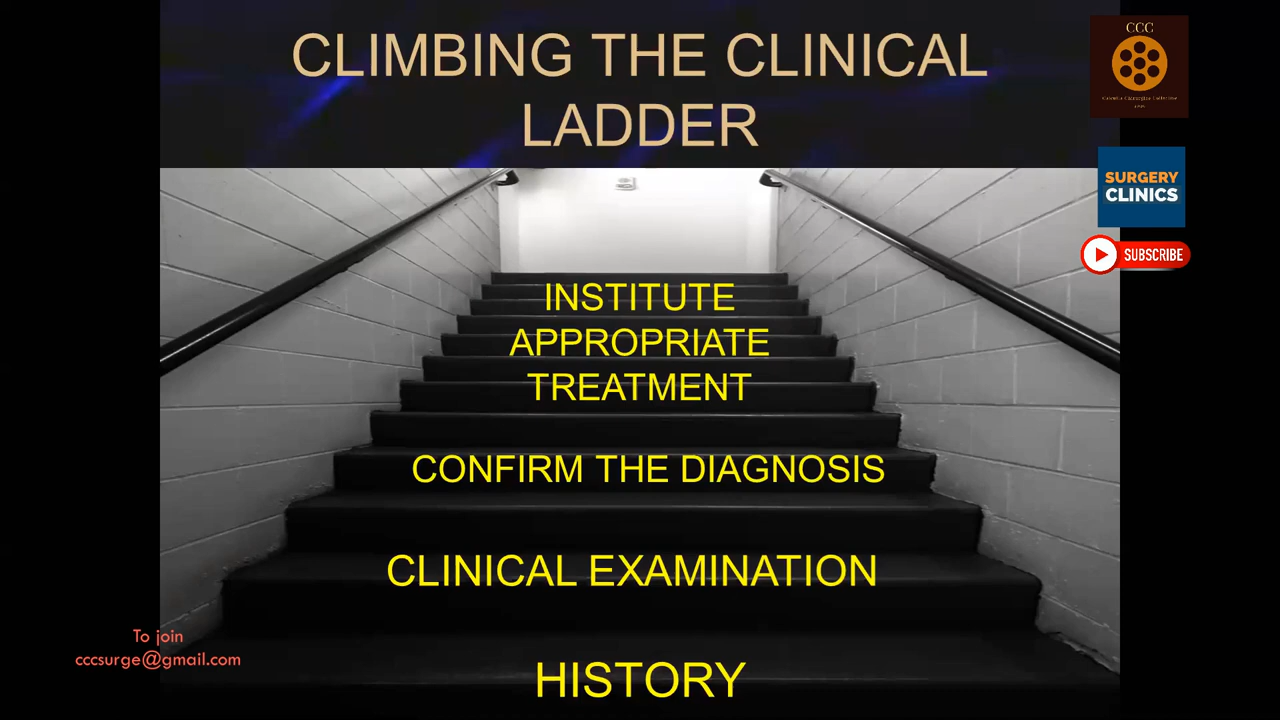 CLIMBING THE CLINICAL
LADDER
CCC
SURGERY
CLINICS
SUBSCRIBE
INSTITUTE
APPROPRIATE
TREATMENT
CONFIRM THE DIAGNOSIS
CLINICAL EXAMINATION
HISTORY
To join
cccsurge@gmail.com